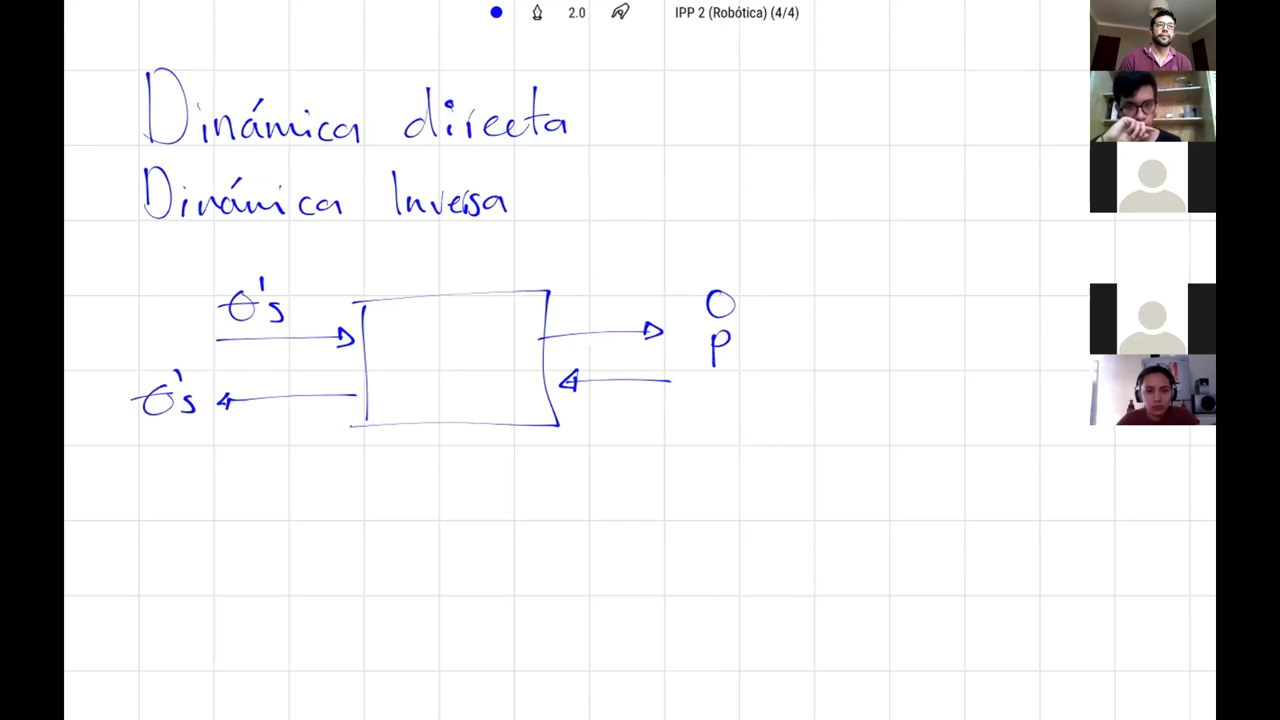 2.0 IPP 2 (Robótica) (4/4)
Dinámica directa
Dinámica Inversa
θ's
O
P
θ's